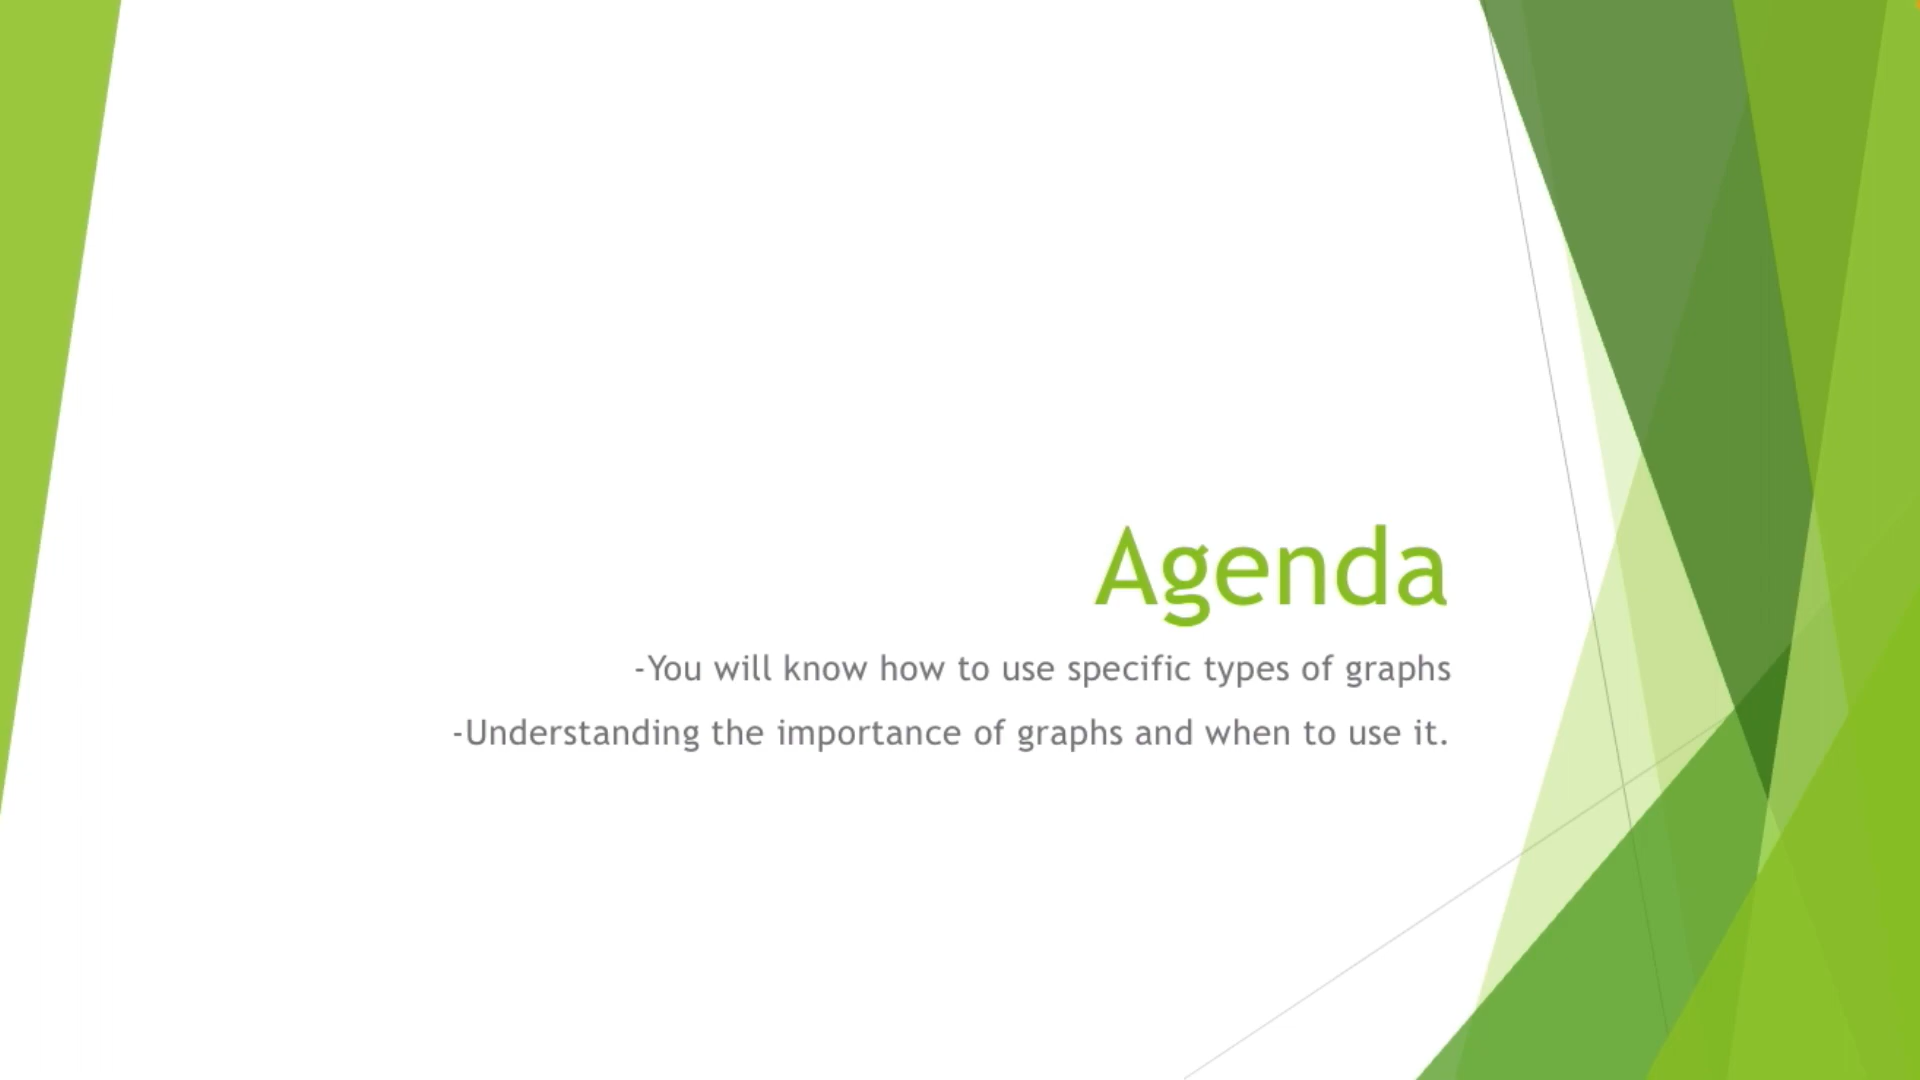 Agenda
-You will know how to use specific types of graphs
-Understanding the importance of graphs and when to use it.